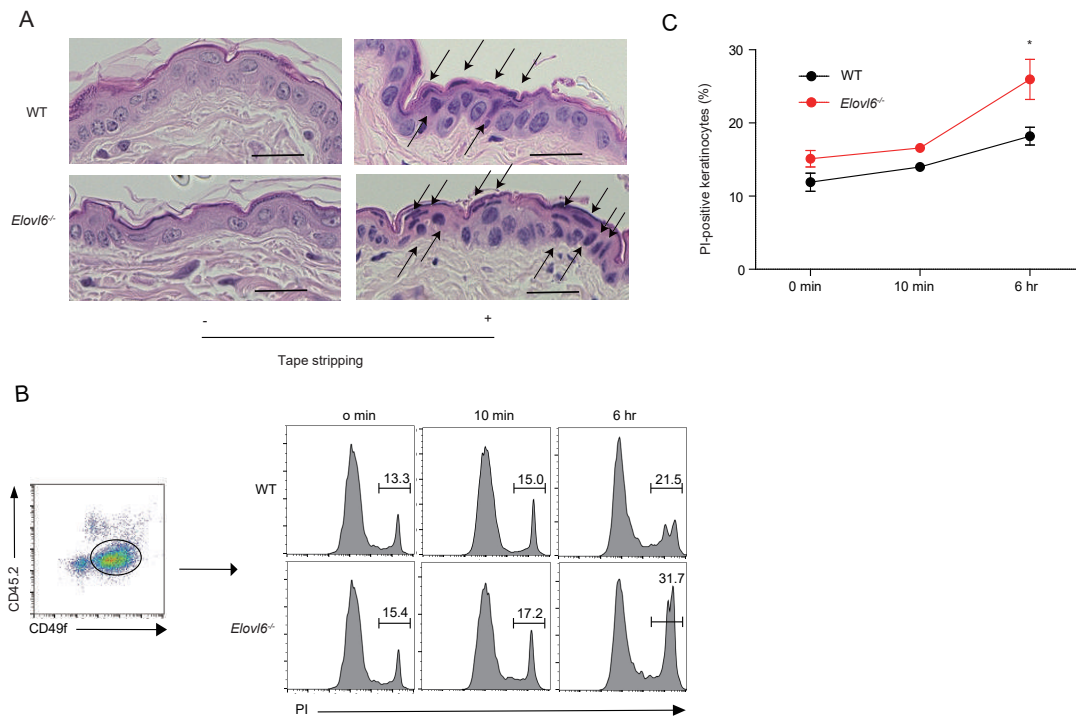 A
WT
Elovl6-/-
- +
Tape stripping
B
CD45.2
CD49f
o min 10 min 6 hr
WT
13.3 15.0 21.5
Elovl6-/-
15.4 17.2 31.7
PI
C
PI-positive keratinocytes (%)
30
20
10
0
*
WT
Elovl6-/-
0 min 10 min 6 hr